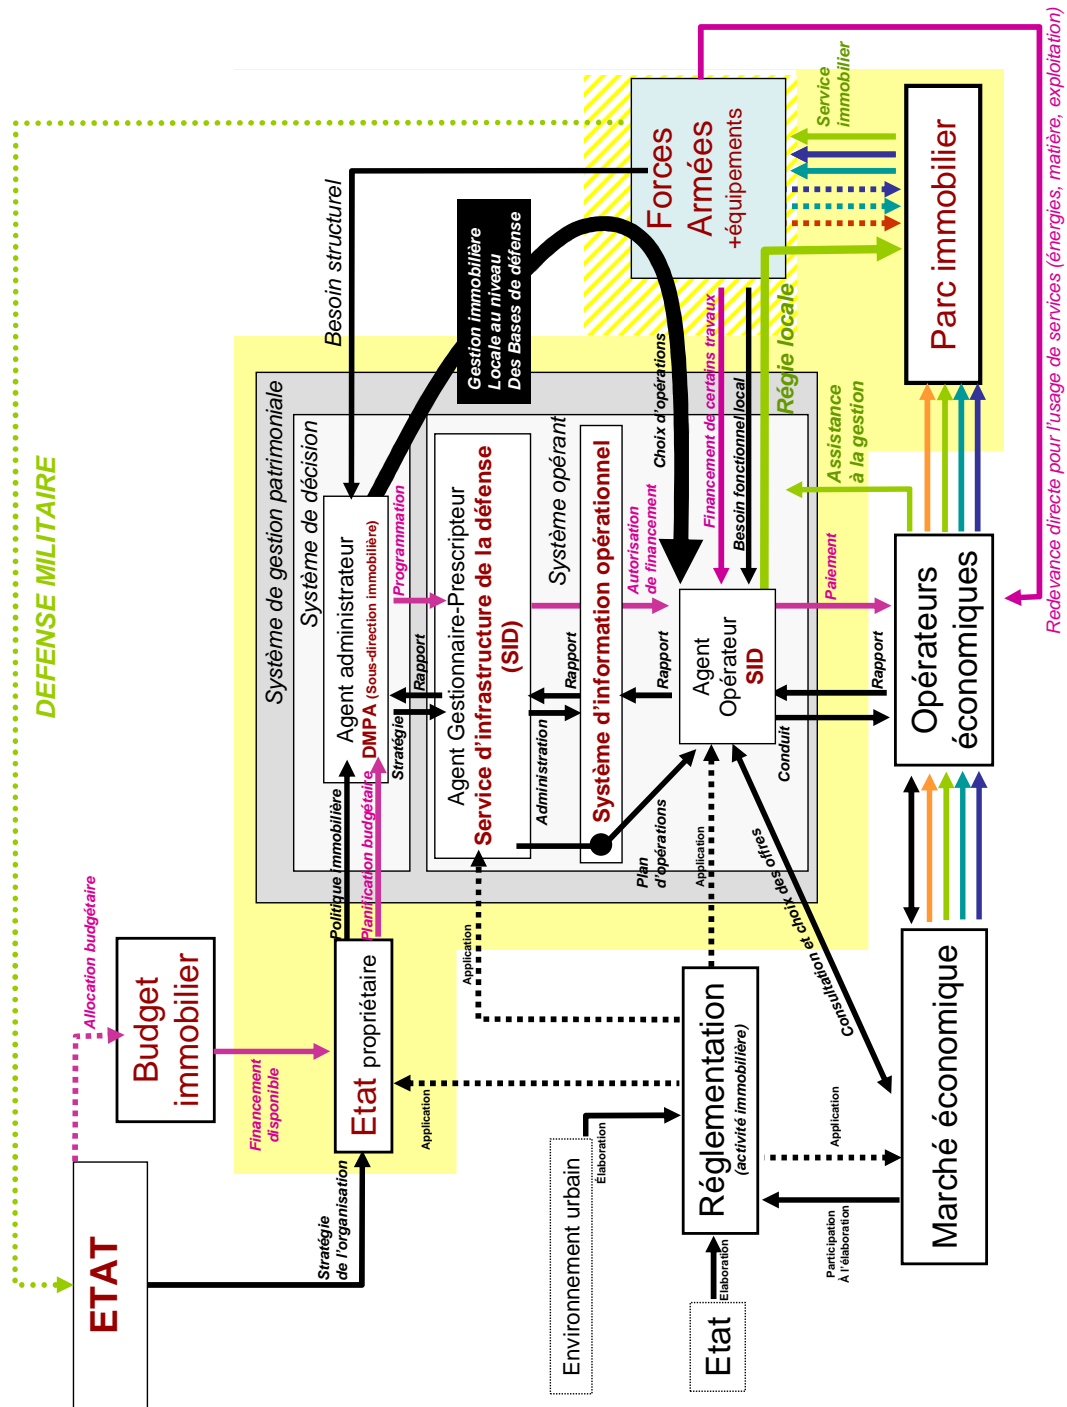 DEFENSE MILITAIRE
ETAT
Allocation budgétaire
Budget
immobilier
Financement
disponible
Stratégie
de l'organisation
Etat propriétaire
Politique immobilière
Planification budgétaire
Système de gestion patrimoniale
Système de décision
Agent administrateur
DMPA (Sous-direction immobilière)
Besoin structurel
Stratégie
Rapport
Programmation
Gestion immobilière
Locale au niveau
Des Bases de défense
Agent Gestionnaire-Prescripteur
Service d'infrastructure de la défense
(SID)
Système opérant
Administration
Rapport
Système d'information opérationnel
Autorisation
de financement
Rapport
Plan
d'opérations
Choix d'opérations
Agent
Opérateur
SID
Financement de certains travaux
Besoin fonctionnel local
Forces
Armées
+équipements
Régie locale
Service
immobilier
Parc immobilier
Assistance
à la gestion
Paiement
Conduit
Rapport
Opérateurs
économiques
Redevance directe pour l'usage de services (énergies, matière, exploitation)
Application
Application
Application
Environnement urbain
Élaboration
Réglementation
(activité immobilière)
Etat
Elaboration
Consultation et choix des offres
Participation
À l'élaboration
Application
Marché économique